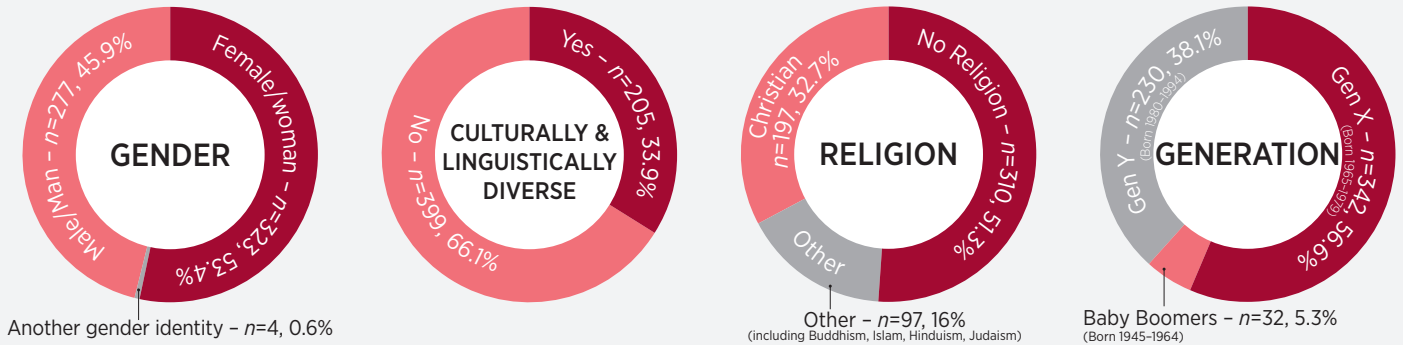 GENDER
Female/woman – n=323, 53.4%
Male/Man – n=277, 45.9%
Another gender identity – n=4, 0.6%
CULTURALLY &
LINGUISTICALLY
DIVERSE
Yes – n=205, 33.9%
No – n=399, 66.1%
RELIGION
No Religion – n=310, 51.3%
Christian
n=197, 32.7%
Other
Other – n=97, 16%
(including Buddhism, Islam, Hinduism, Judaism)
GENERATION
Gen X – n=342, 56.6%
(Born 1965–1979)
Gen Y – n=230, 38.1%
(Born 1980–1994)
Baby Boomers – n=32, 5.3%
(Born 1945–1964)